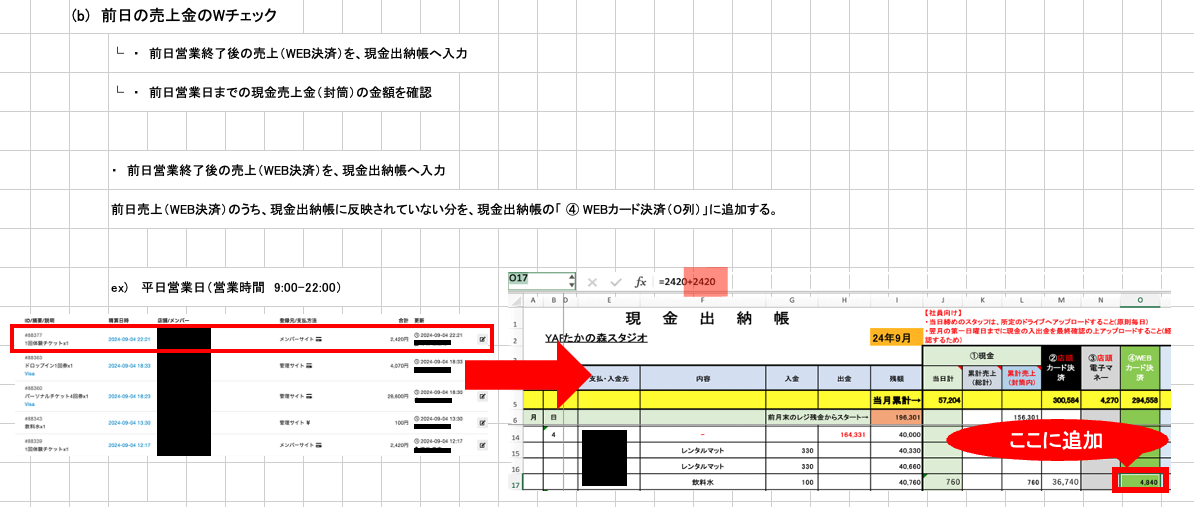 (b) 前日の売上金のWチェック
└ ・ 前日営業終了後の売上（WEB決済）を、現金出納帳へ入力
└ ・ 前日営業日までの現金売上金（封筒）の金額を確認
・ 前日営業終了後の売上（WEB決済）を、現金出納帳へ入力
前日売上（WEB決済）のうち、現金出納帳に反映されていない分を、現金出納帳の「 ④ WEBカード決済（O列）」に追加する。
ex) 平日営業日（営業時間 9:00-22:00）
ID/摘要/説明 精算日時 店舗/メンバー 登録元/支払方法 合計 更新
#88377
1回体験チケットx1 2024-09-04 22:21 メンバーサイト 2,420円 2024-09-04 22:21
ドロップイン1回券x1 2024-09-04 18:33 管理サイト 4,070円 2024-09-04 18:33
Visa
#88360
パーソナルチケット4回券x1 2024-09-04 18:23 管理サイト 28,600円
Visa
#88343
飲料水x1 2024-09-04 13:50 管理サイト ¥ 100円
#88339
1回体験チケットx1 2024-09-04 12:17 メンバーサイト 2,420円 2024-09-04 12:17
O17 fx =2420+2420
A B D E F G H I J K L M N O
1 現 金 出 納 帳
【社員向け】
・当日締めのスタッフは、所定のドライブへアップロードすること（原則毎日）
・翌月の第一日曜日までに現金の入出金を最終確認の上アップロードすること（経
認するため）
2 YAFたかの森スタジオ 24年9月
①現金 ②店頭カード決済 ③店頭電子マネー ④WEBカード決済
支払・入金先 内容 入金 出金 残額 当日計 累計売上（総計） 累計売上（封筒内）
5 当月累計→ 57,204 300,584 4,270 294,558
6 月 日 前月末のレジ残金からスタート→ 196,301 156,301
14 4 － 164,331 40,000
15 レンタルマット 330 40,330
16 レンタルマット 330 40,660
17 飲料水 100 40,760 760 760 36,740 4,840
ここに追加